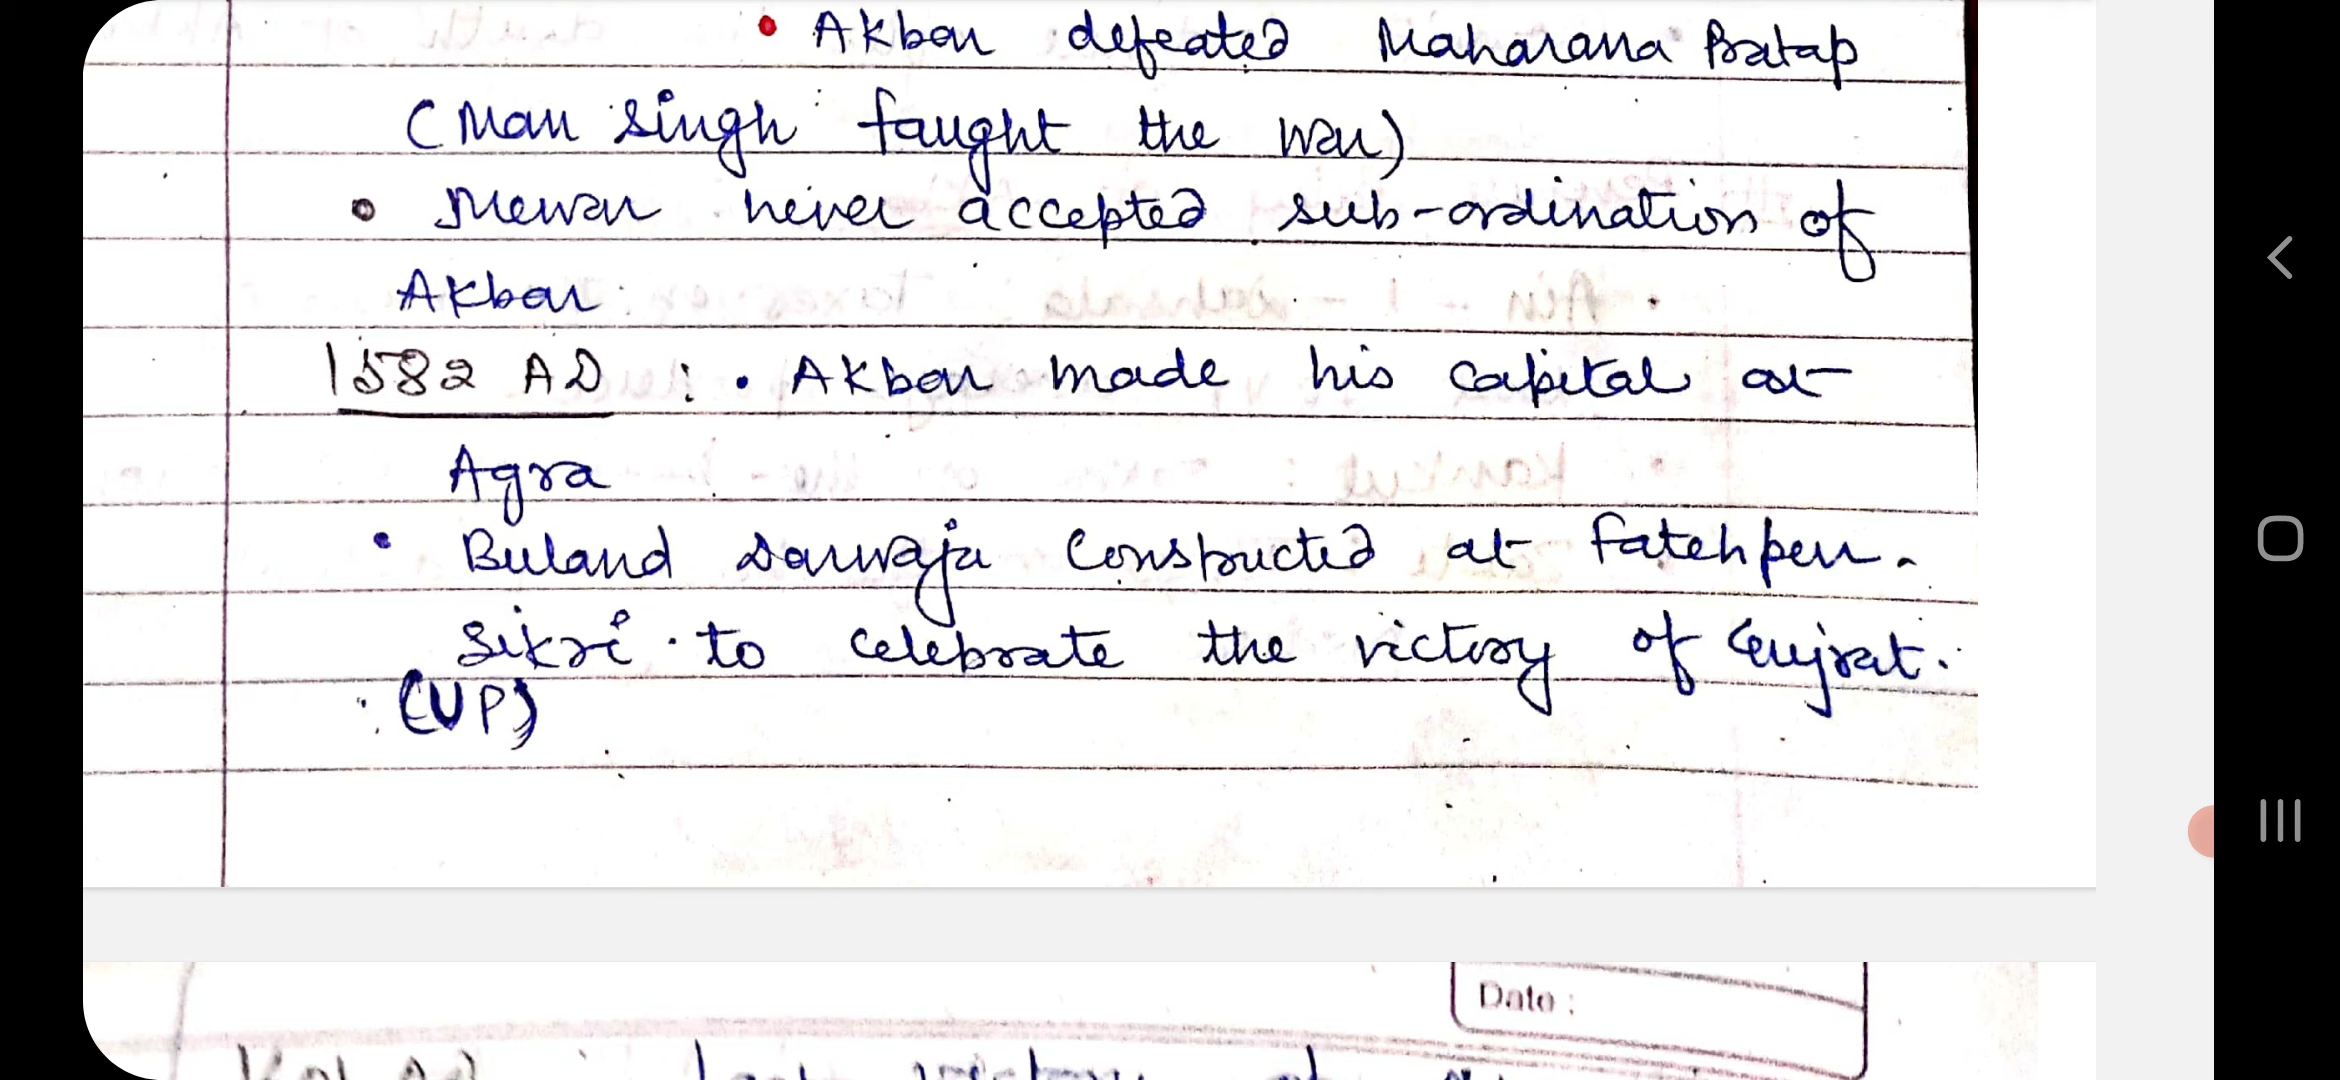 • Akbar defeated Maharana Pratap
(Man Singh faught the war)
• Mewar never accepted sub-ordination of
Akbar
1582 AD : • Akbar made his capital at
Agra
• Buland Darwaja constructed at Fatehpur.
Sikri to celebrate the victory of Gujrat.
(UP)
Date :